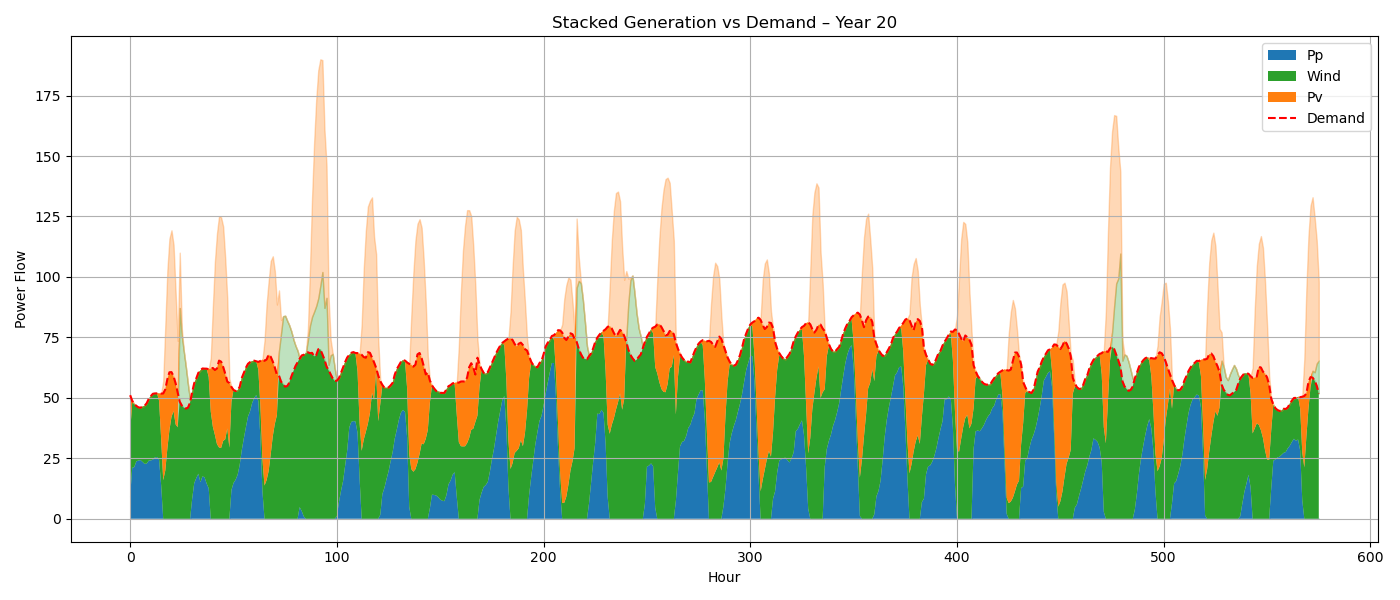 Stacked Generation vs Demand – Year 20
Power Flow
175
150
125
100
75
50
25
0
0 100 200 300 400 500 600
Hour
Pp
Wind
Pv
Demand